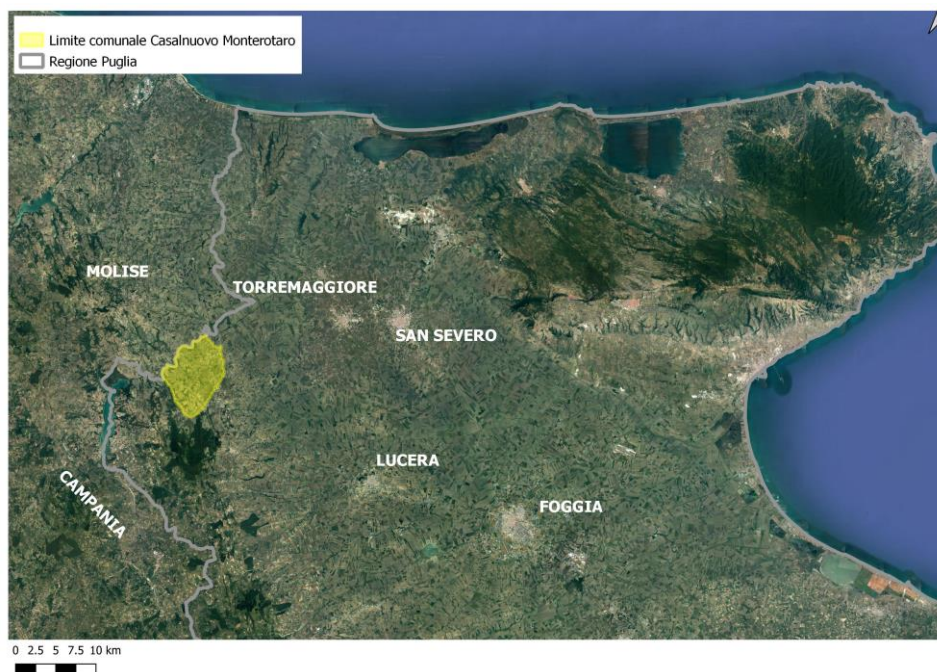 Limite comunale Casalnuovo Monterotaro
Regione Puglia
MOLISE
TORREMAGGIORE
SAN SEVERO
LUCERA
CAMPANIA
FOGGIA
0 2.5 5 7.5 10 km